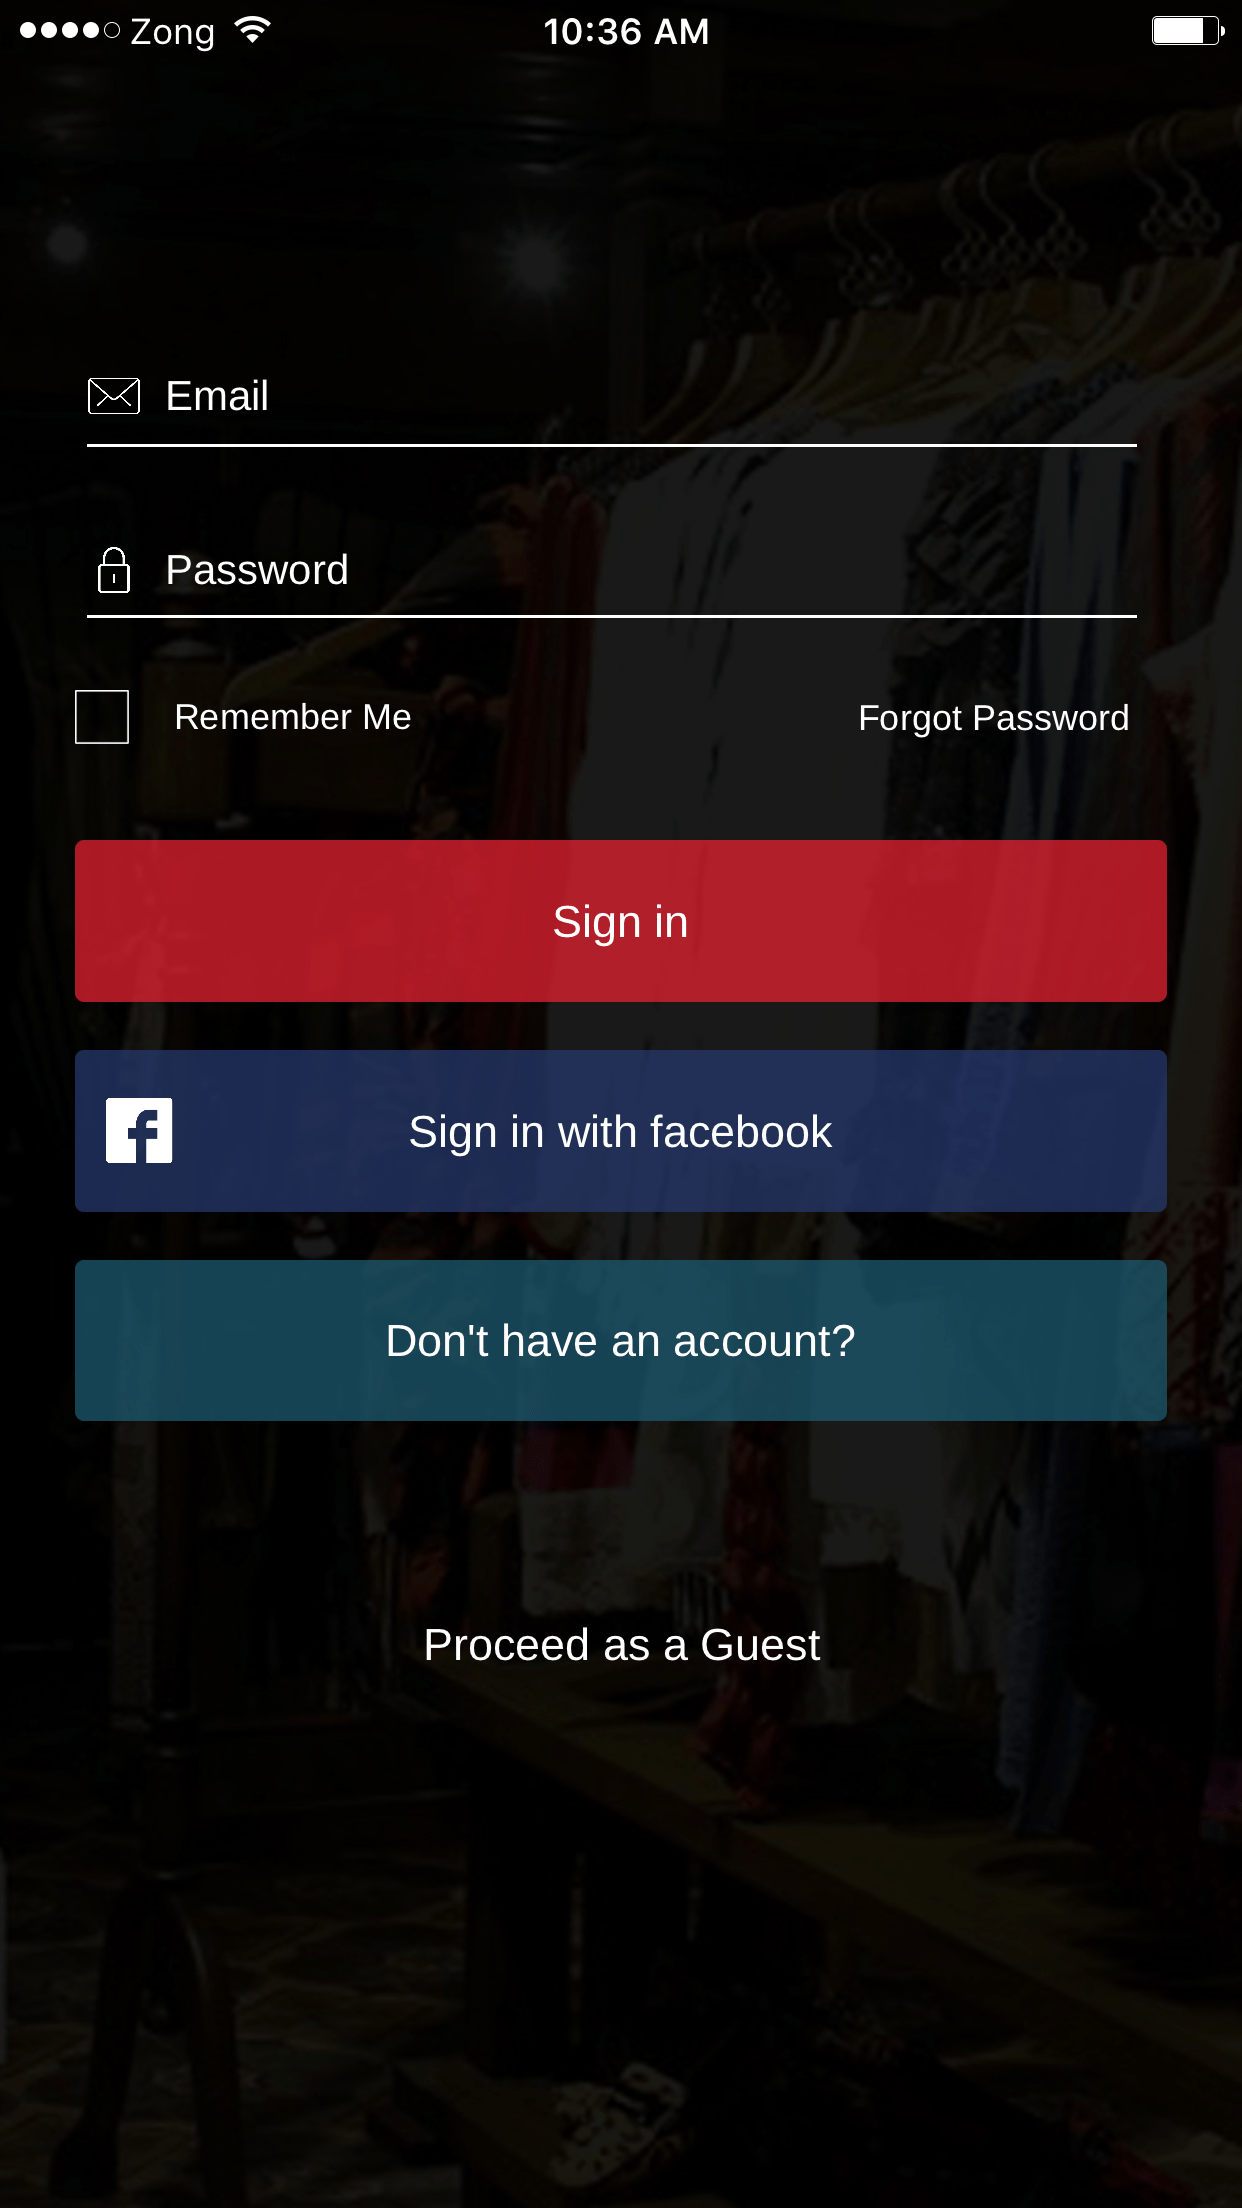 Zong 10:36 AM
Email
Password
Remember Me Forgot Password
Sign in
Sign in with facebook
Don't have an account?
Proceed as a Guest